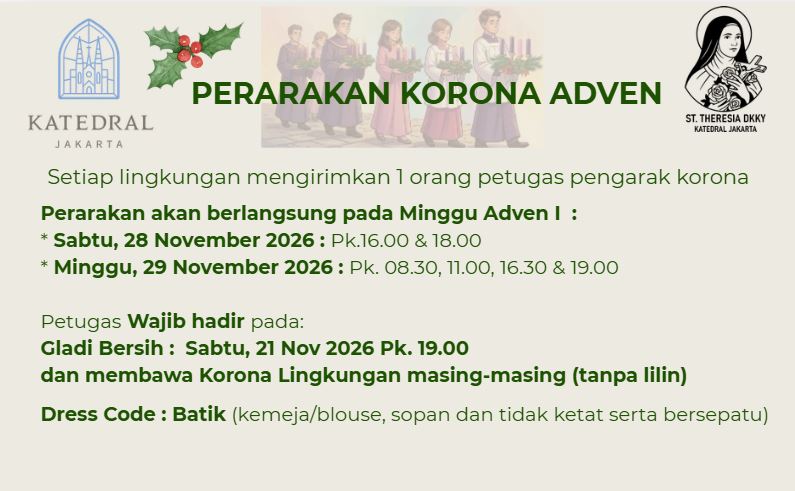 KATEDRAL
JAKARTA
PERARAKAN KORONA ADVEN
ST. THERESIA DKKY
KATEDRAL JAKARTA
Setiap lingkungan mengirimkan 1 orang petugas pengarak korona
Perarakan akan berlangsung pada Minggu Adven I :
* Sabtu, 28 November 2026 : Pk.16.00 & 18.00
* Minggu, 29 November 2026 : Pk. 08.30, 11.00, 16.30 & 19.00
Petugas Wajib hadir pada:
Gladi Bersih : Sabtu, 21 Nov 2026 Pk. 19.00
dan membawa Korona Lingkungan masing-masing (tanpa lilin)
Dress Code : Batik (kemeja/blouse, sopan dan tidak ketat serta bersepatu)